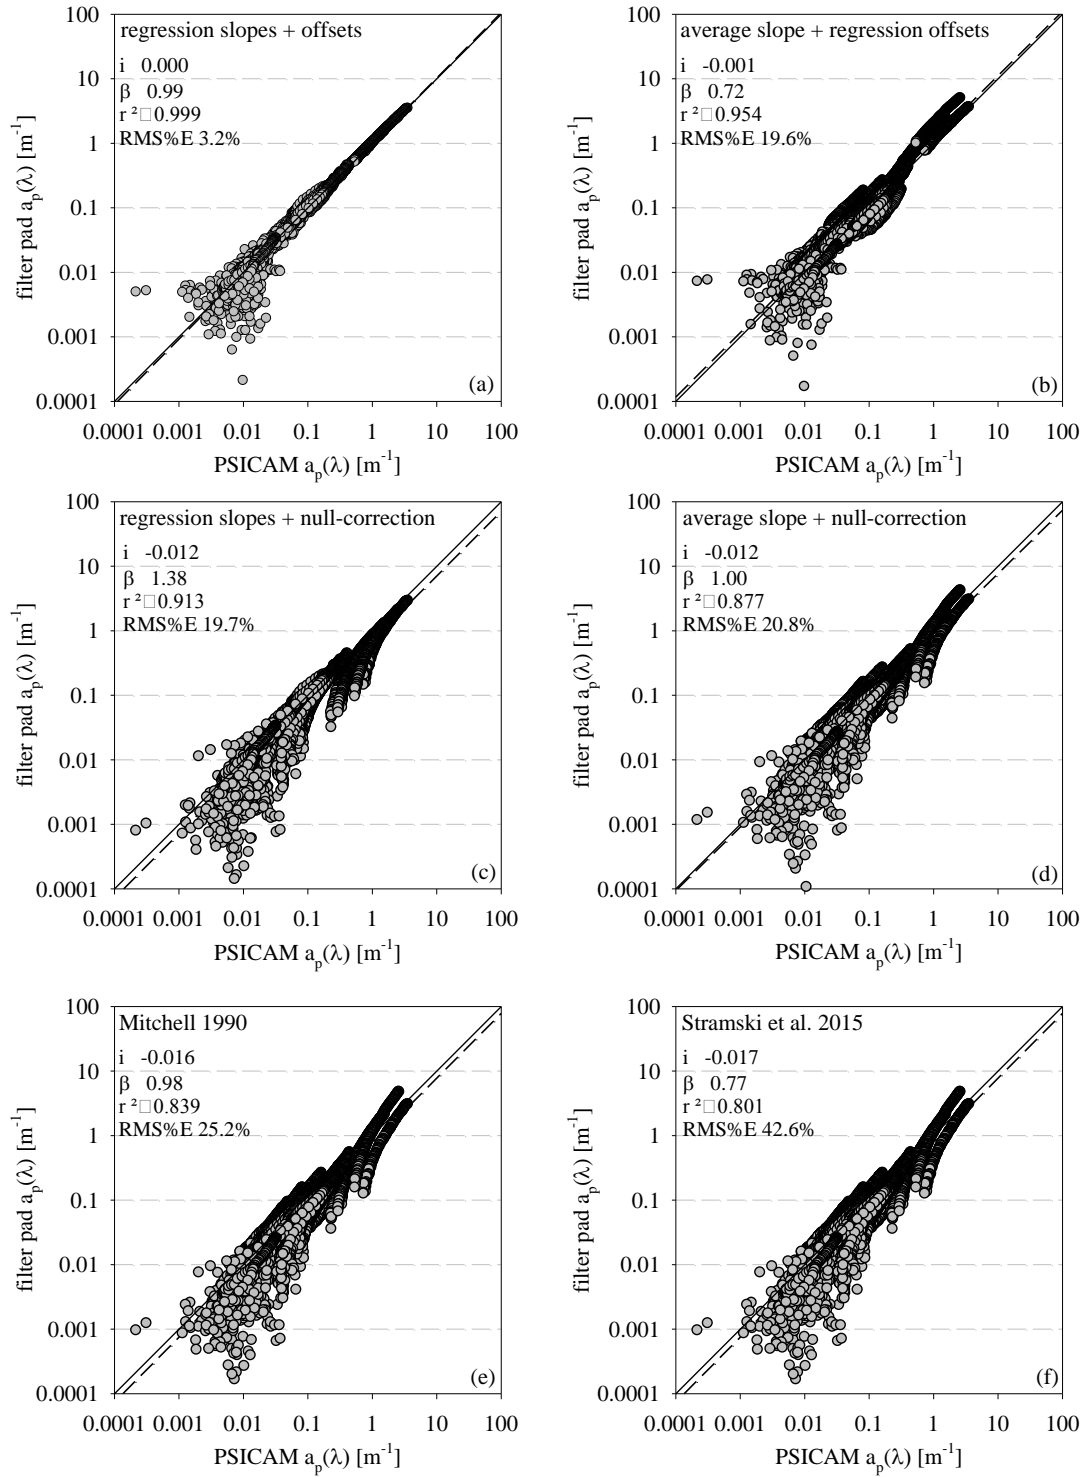 regression slopes + offsets
i 0.000
β 0.99
r²□0.999
RMS%E 3.2%
100
10
1
0.1
0.01
0.001
0.0001
filter pad aₚ(λ) [m⁻¹]
(a)
0.0001 0.001 0.01 0.1 1 10 100
PSICAM aₚ(λ) [m⁻¹]
average slope + regression offsets
i -0.001
β 0.72
r²□0.954
RMS%E 19.6%
100
10
1
0.1
0.01
0.001
0.0001
filter pad aₚ(λ) [m⁻¹]
(b)
0.0001 0.001 0.01 0.1 1 10 100
PSICAM aₚ(λ) [m⁻¹]
regression slopes + null-correction
i -0.012
β 1.38
r²□0.913
RMS%E 19.7%
100
10
1
0.1
0.01
0.001
0.0001
filter pad aₚ(λ) [m⁻¹]
(c)
0.0001 0.001 0.01 0.1 1 10 100
PSICAM aₚ(λ) [m⁻¹]
average slope + null-correction
i -0.012
β 1.00
r²□0.877
RMS%E 20.8%
100
10
1
0.1
0.01
0.001
0.0001
filter pad aₚ(λ) [m⁻¹]
(d)
0.0001 0.001 0.01 0.1 1 10 100
PSICAM aₚ(λ) [m⁻¹]
Mitchell 1990
i -0.016
β 0.98
r²□0.839
RMS%E 25.2%
100
10
1
0.1
0.01
0.001
0.0001
filter pad aₚ(λ) [m⁻¹]
(e)
0.0001 0.001 0.01 0.1 1 10 100
PSICAM aₚ(λ) [m⁻¹]
Stramski et al. 2015
i -0.017
β 0.77
r²□0.801
RMS%E 42.6%
100
10
1
0.1
0.01
0.001
0.0001
filter pad aₚ(λ) [m⁻¹]
(f)
0.0001 0.001 0.01 0.1 1 10 100
PSICAM aₚ(λ) [m⁻¹]